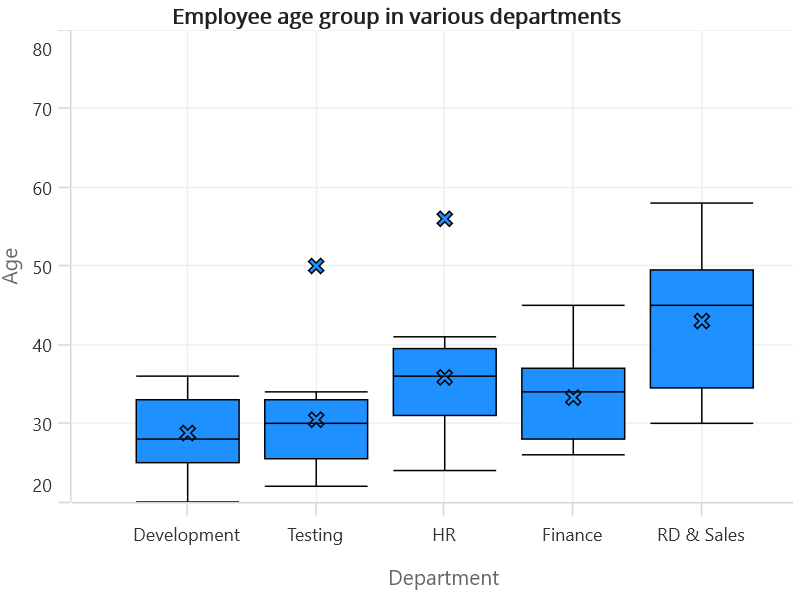 Employee age group in various departments
80
70
60
50
40
30
20
Age
Development Testing HR Finance RD & Sales
Department